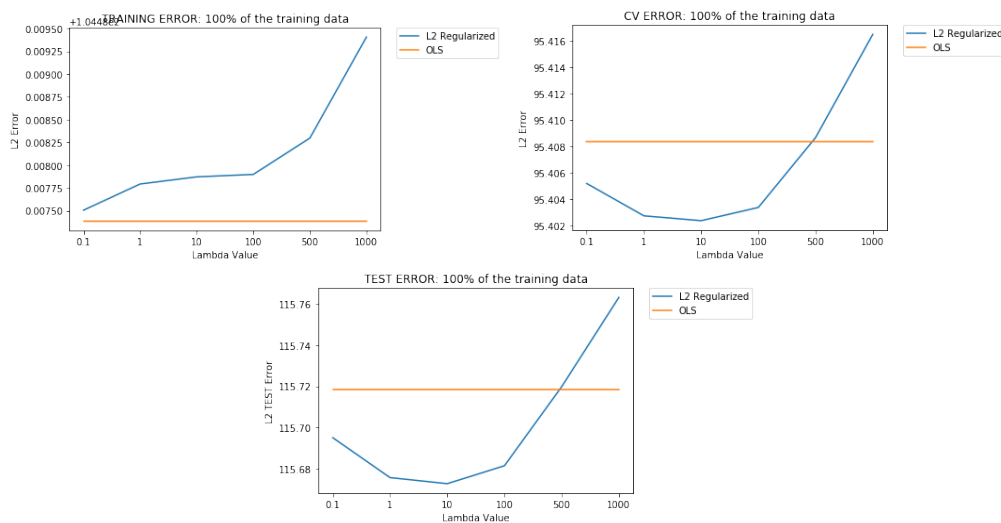 TRAINING ERROR: 100% of the training data
+1.0448e2
0.00950
0.00925
0.00900
0.00875
0.00850
0.00825
0.00800
0.00775
0.00750
L2 Error
0.1 1 10 100 500 1000
Lambda Value
L2 Regularized
OLS
CV ERROR: 100% of the training data
95.416
95.414
95.412
95.410
95.408
95.406
95.404
95.402
L2 Error
0.1 1 10 100 500 1000
Lambda Value
L2 Regularized
OLS
TEST ERROR: 100% of the training data
115.76
115.74
115.72
115.70
115.68
L2 TEST Error
0.1 1 10 100 500 1000
Lambda Value
L2 Regularized
OLS